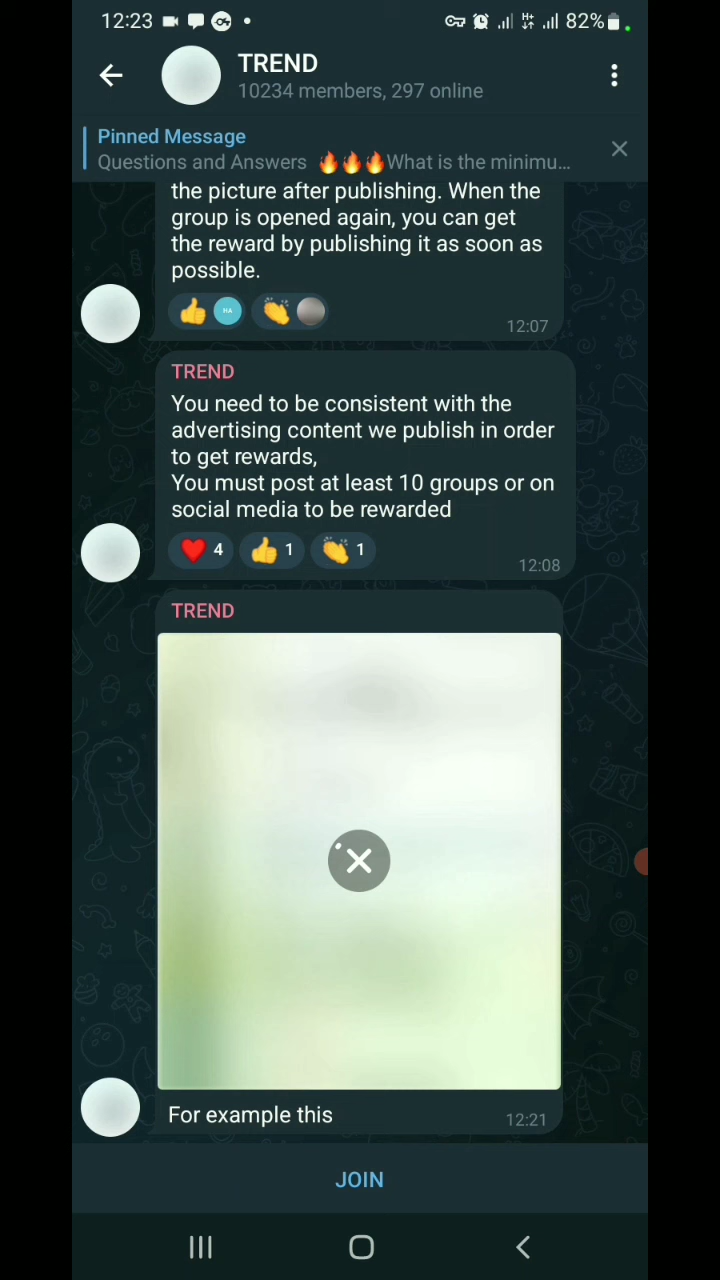 12:23
82%
TREND
10234 members, 297 online
Pinned Message
Questions and Answers 🔥🔥🔥What is the minimu...
the picture after publishing. When the
group is opened again, you can get
the reward by publishing it as soon as
possible.
👍 HA 👏
12:07
TREND
You need to be consistent with the
advertising content we publish in order
to get rewards,
You must post at least 10 groups or on
social media to be rewarded
❤️ 4 👍 1 👏 1
12:08
TREND
For example this
12:21
JOIN